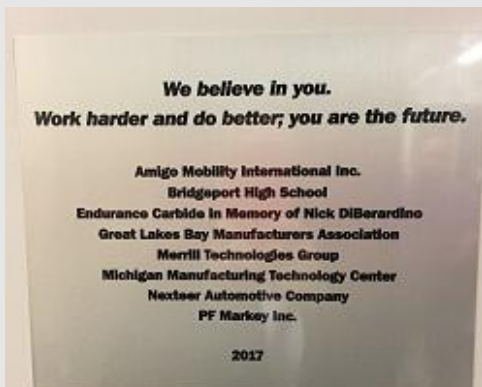 We believe in you.
Work harder and do better; you are the future.
Amigo Mobility International Inc.
Bridgeport High School
Endurance Carbide in Memory of Nick DiBerardino
Great Lakes Bay Manufacturers Association
Merrill Technologies Group
Michigan Manufacturing Technology Center
Nexteer Automotive Company
PF Markey Inc.
2017